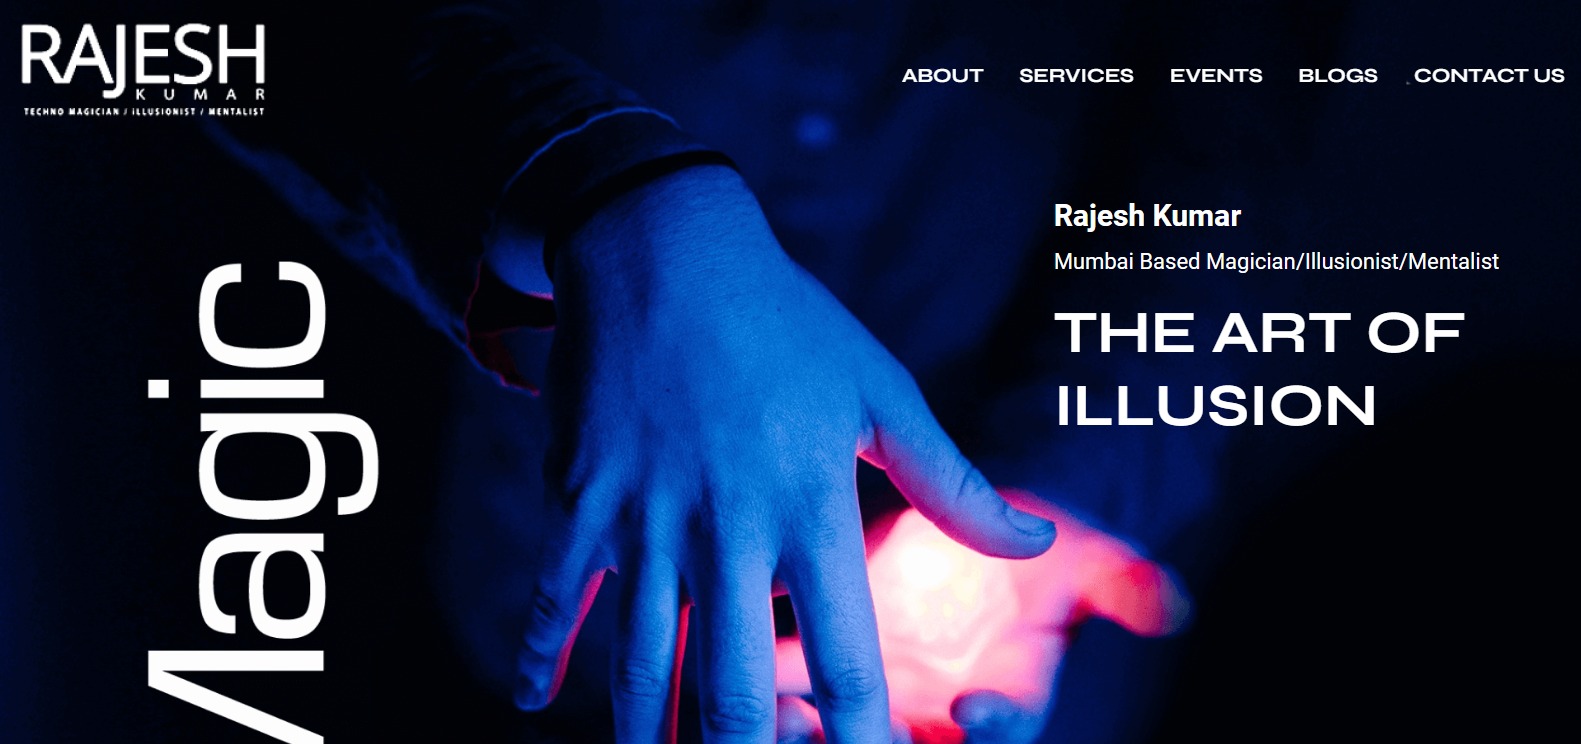 RAJESH
KUMAR
TECHNO MAGICIAN / ILLUSIONIST / MENTALIST
ABOUT SERVICES EVENTS BLOGS CONTACT US
Rajesh Kumar
Mumbai Based Magician/Illusionist/Mentalist
THE ART OF
ILLUSION
Magic